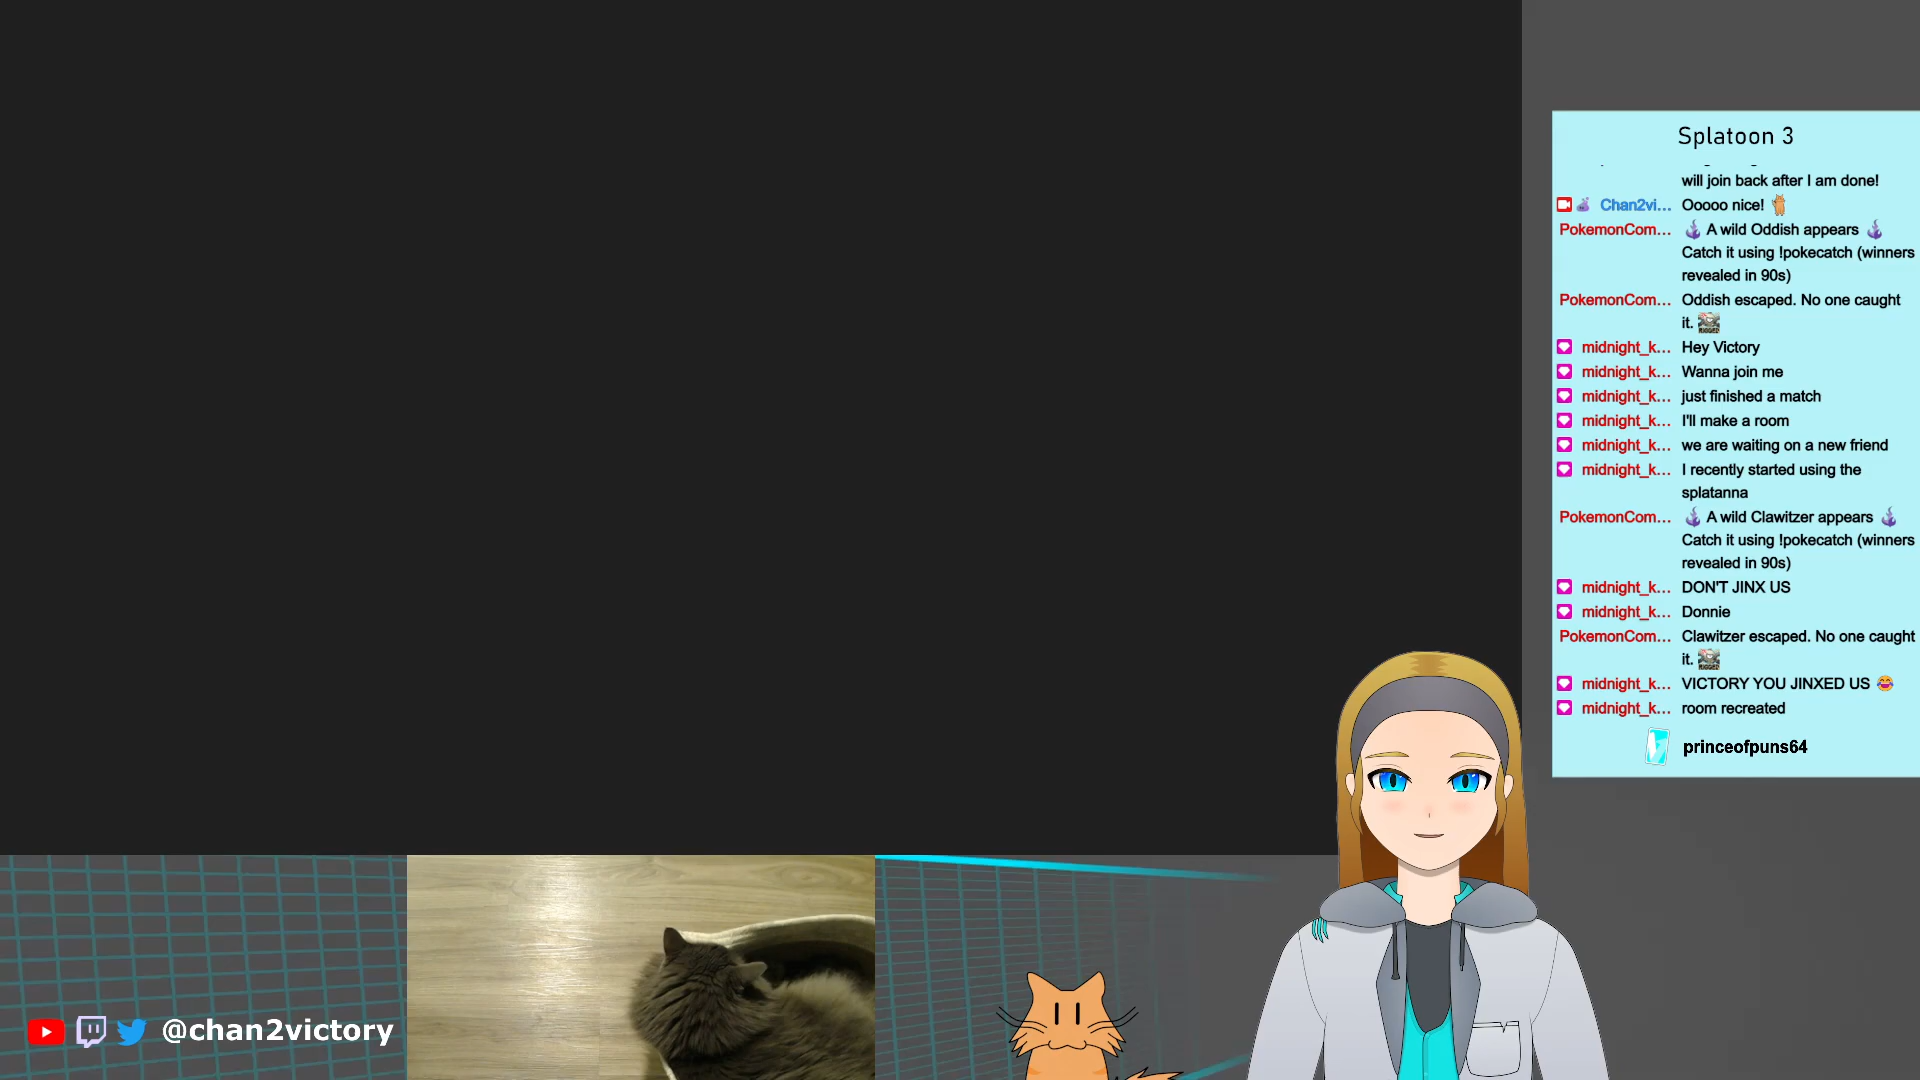 Splatoon 3
will join back after I am done!
Chan2vi... Ooooo nice!
PokemonCom... A wild Oddish appears
Catch it using !pokecatch (winners
revealed in 90s)
PokemonCom... Oddish escaped. No one caught
it.
midnight_k... Hey Victory
midnight_k... Wanna join me
midnight_k... just finished a match
midnight_k... I'll make a room
midnight_k... we are waiting on a new friend
midnight_k... I recently started using the
splatanna
PokemonCom... A wild Clawitzer appears
Catch it using !pokecatch (winners
revealed in 90s)
midnight_k... DON'T JINX US
midnight_k... Donnie
PokemonCom... Clawitzer escaped. No one caught
it.
midnight_k... VICTORY YOU JINXED US
midnight_k... room recreated
princeofpuns64
@chan2victory